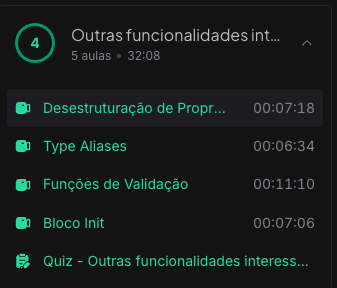 4
Outras funcionalidades int...
5 aulas • 32:08
Desestruturação de Propr... 00:07:18
Type Aliases 00:06:34
Funções de Validação 00:11:10
Bloco Init 00:07:06
Quiz - Outras funcionalidades interess...